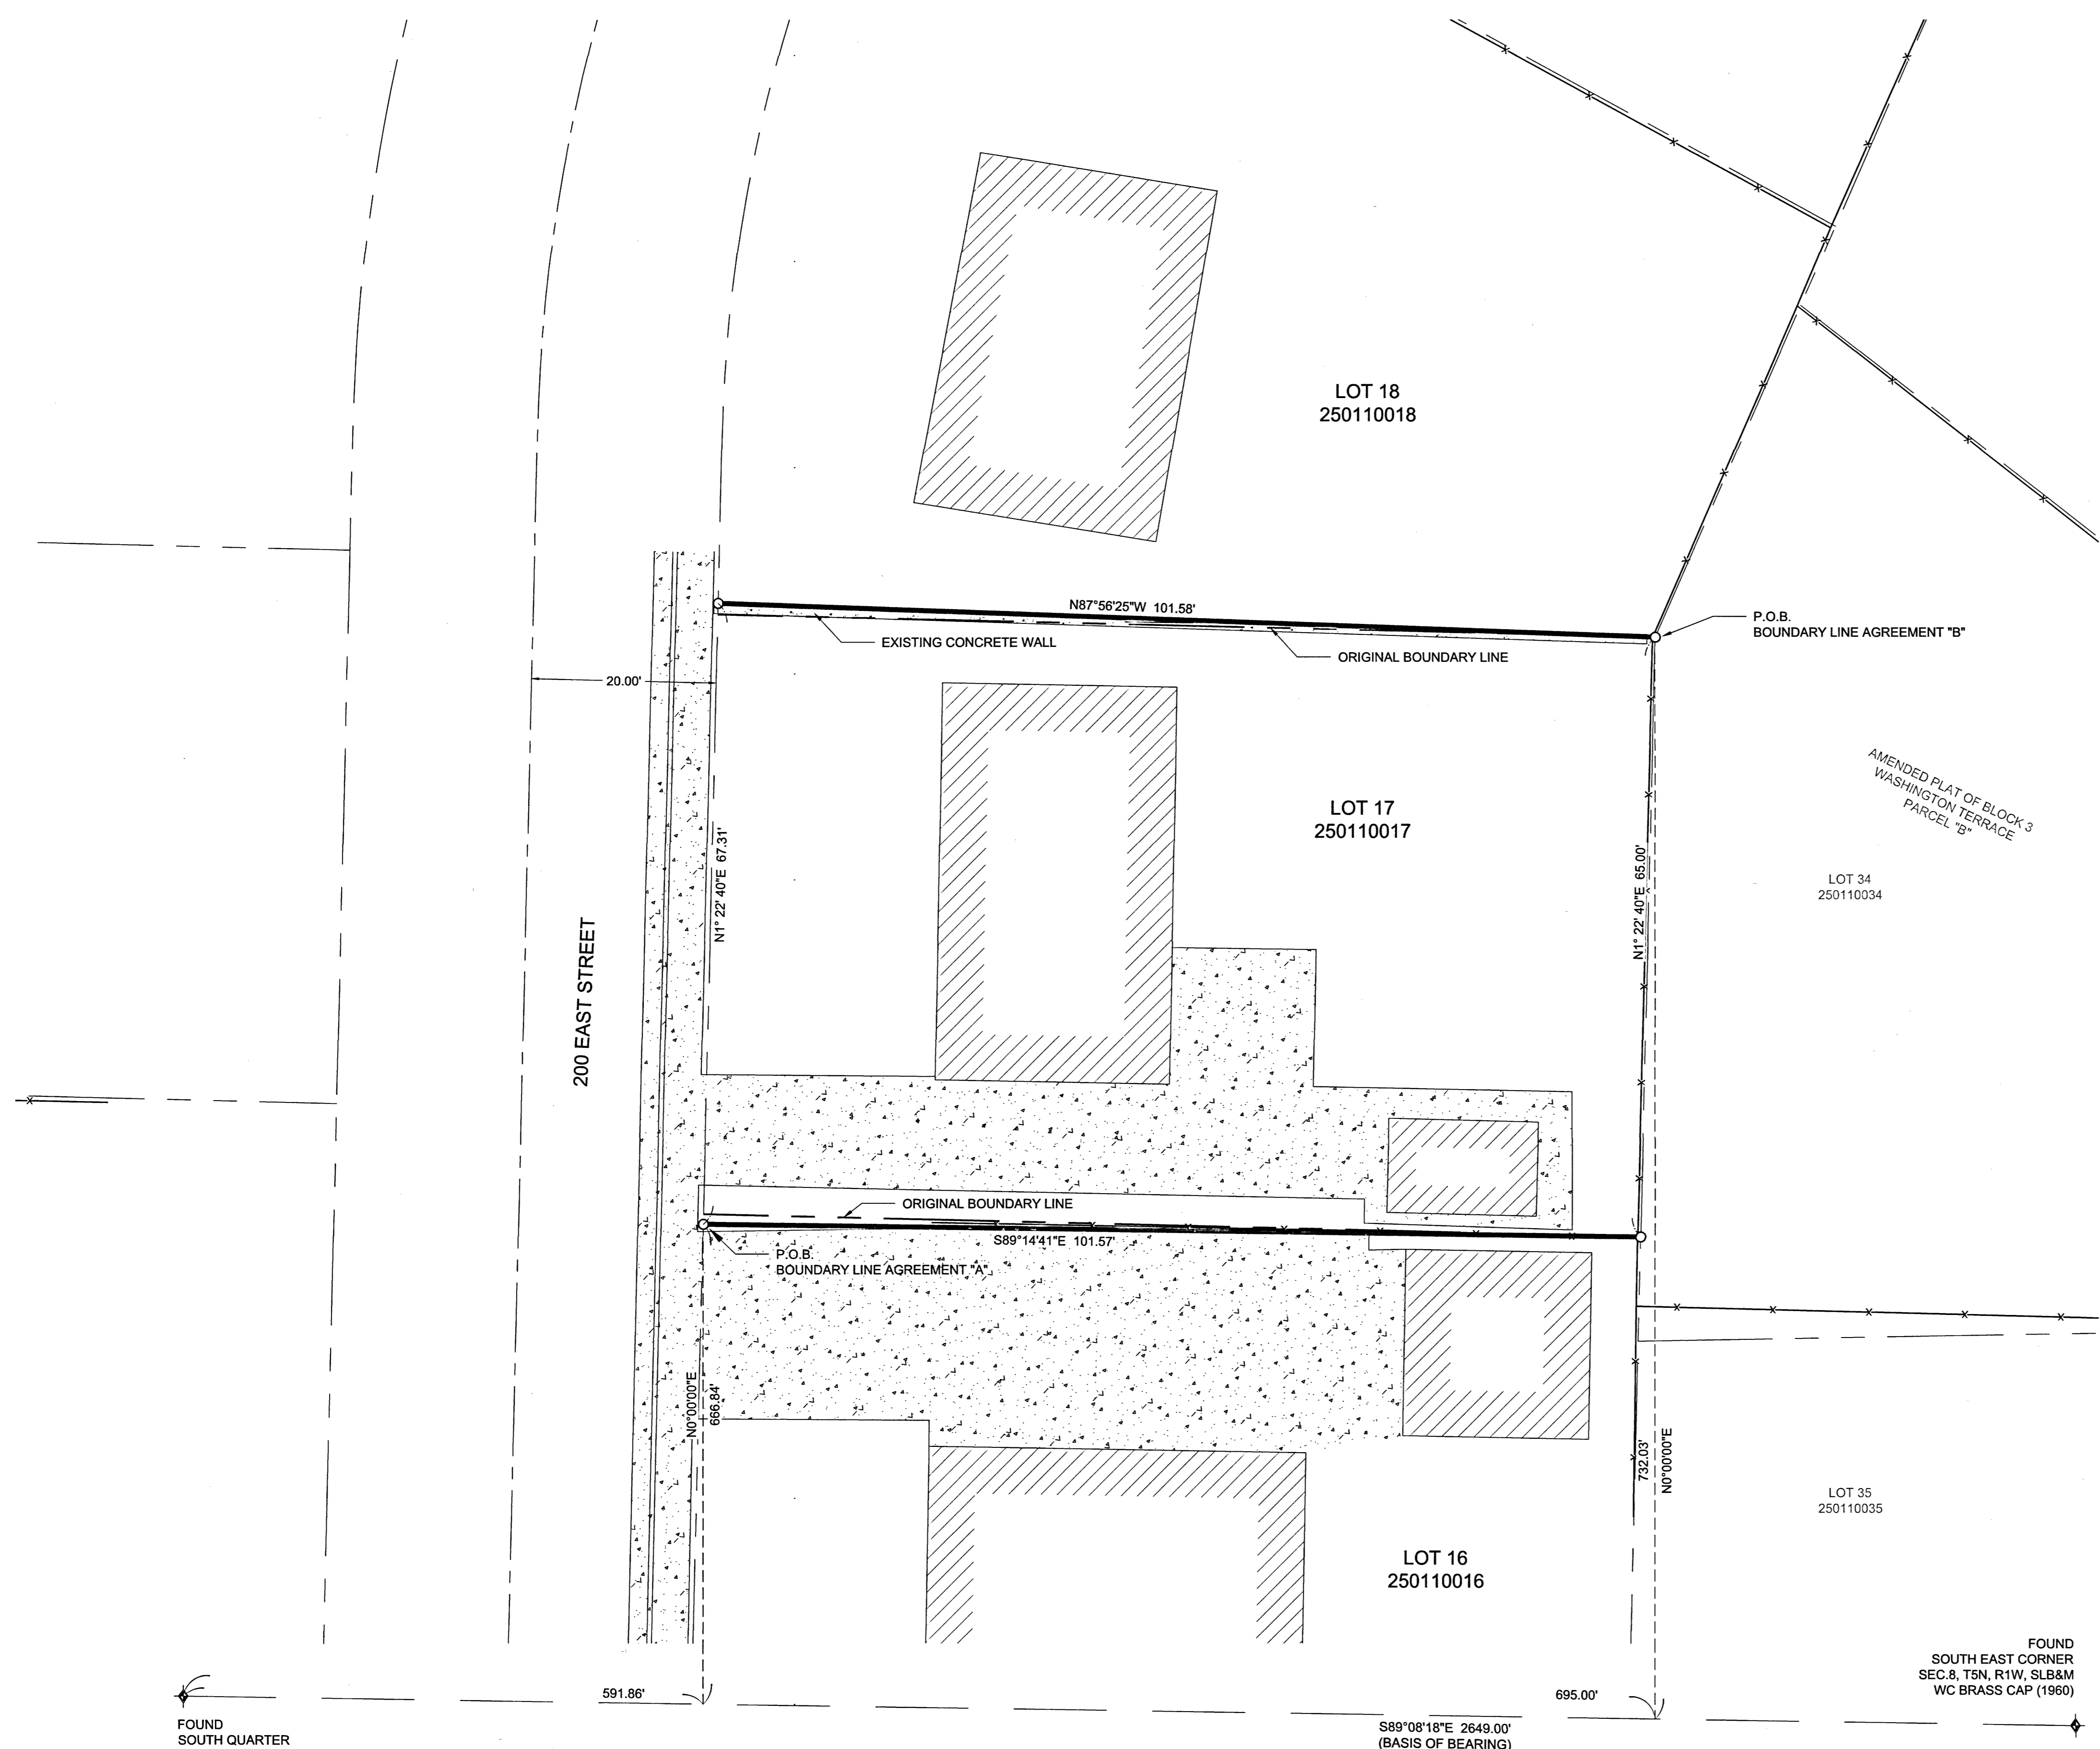 LOT 18
250110018
N87°56'25"W 101.58'
P.O.B.
BOUNDARY LINE AGREEMENT "B"
EXISTING CONCRETE WALL
ORIGINAL BOUNDARY LINE
20.00'
AMENDED PLAT OF BLOCK 3
WASHINGTON TERRACE
PARCEL "B"
LOT 17
250110017
N1° 22' 40"E 67.31'
N1° 22' 40"E 65.00'
LOT 34
250110034
200 EAST STREET
ORIGINAL BOUNDARY LINE
S89°14'41"E 101.57'
P.O.B.
BOUNDARY LINE AGREEMENT "A"
N0°00'00"E
666.84'
732.03'
N0°00'00"E
LOT 35
250110035
LOT 16
250110016
FOUND
SOUTH EAST CORNER
SEC.8, T5N, R1W, SLB&M
WC BRASS CAP (1960)
591.86'
695.00'
FOUND
SOUTH QUARTER
S89°08'18"E 2649.00'
(BASIS OF BEARING)